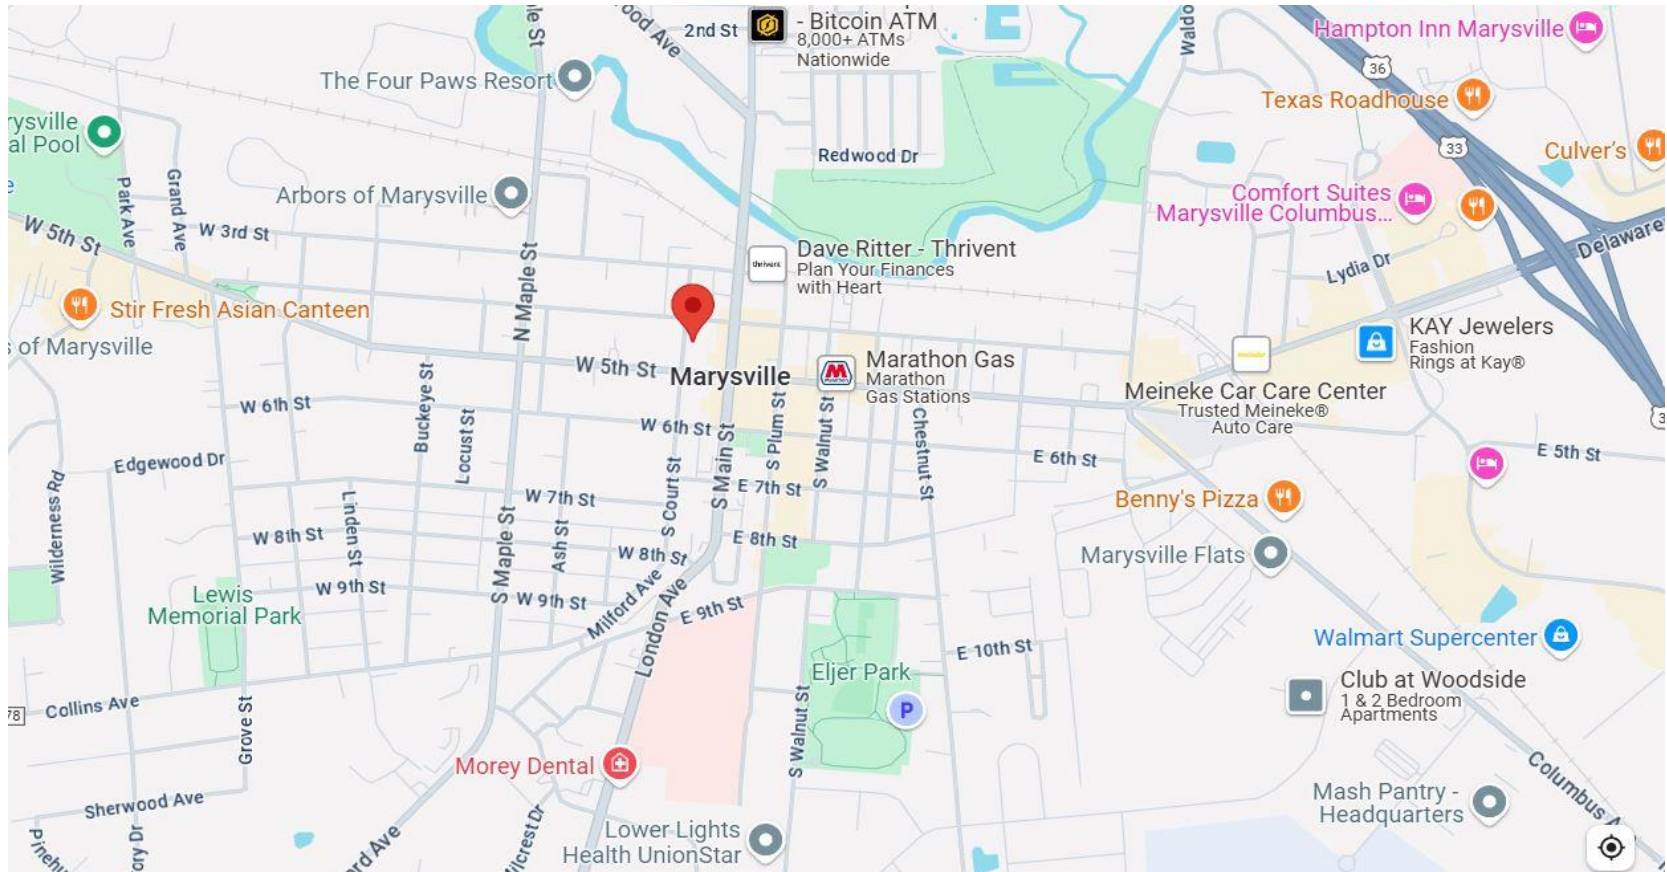 2nd St
- Bitcoin ATM
8,000+ ATMs
Nationwide
Hampton Inn Marysville
36
The Four Paws Resort
Texas Roadhouse
33
Culver's
Redwood Dr
Arbors of Marysville
Park Ave
Grand Ave
W 5th St
W 3rd St
Comfort Suites
Marysville Columbus...
Delaware
Lydia Dr
thrivent
Dave Ritter - Thrivent
Plan Your Finances
with Heart
N Maple St
Stir Fresh Asian Canteen
s of Marysville
W 5th St
Marysville
Marathon Gas
Marathon
Gas Stations
KAY Jewelers
Fashion
Rings at Kay®
Meineke Car Care Center
Trusted Meineke®
Auto Care
W 6th St
Buckeye St
Locust St
W 6th St
S Main St
S Plum St
S Walnut St
Chestnut St
E 6th St
E 5th St
Edgewood Dr
Wilderness Rd
Linden St
W 7th St
S Court St
E 7th St
Benny's Pizza
W 8th St
S Maple St
Ash St
W 8th St
E 8th St
Marysville Flats
Lewis
Memorial Park
W 9th St
W 9th St
Milford Ave
London Ave
E 9th St
E 10th St
Walmart Supercenter
Eljer Park
P
Club at Woodside
1 & 2 Bedroom
Apartments
78
Collins Ave
Grove St
S Walnut St
Morey Dental
Sherwood Ave
Columbus A
Mash Pantry -
Headquarters
Lower Lights
Health UnionStar